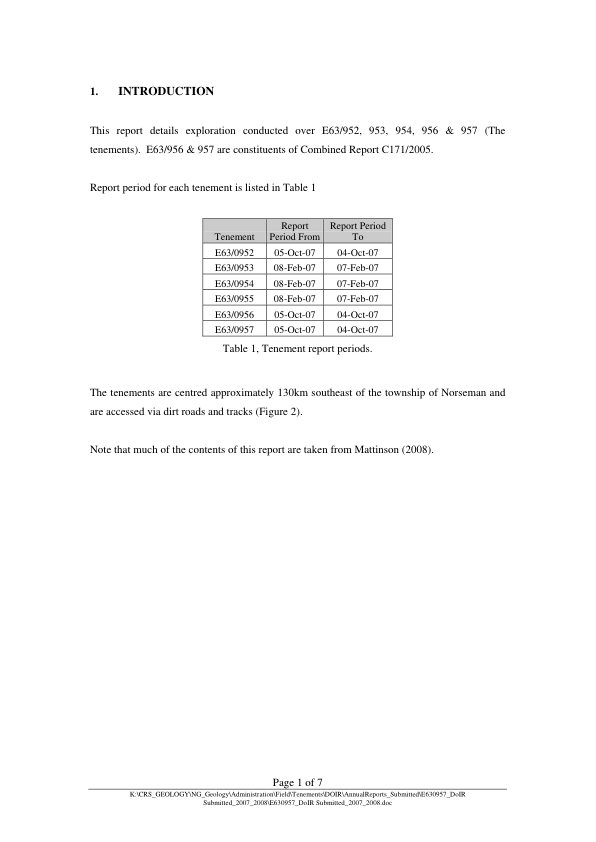 1. INTRODUCTION
This report details exploration conducted over E63/952, 953, 954, 956 & 957 (The
tenements). E63/956 & 957 are constituents of Combined Report C171/2005.
Report period for each tenement is listed in Table 1
Tenement Report Period From Report Period To
E63/0952 05-Oct-07 04-Oct-07
E63/0953 08-Feb-07 07-Feb-07
E63/0954 08-Feb-07 07-Feb-07
E63/0955 08-Feb-07 07-Feb-07
E63/0956 05-Oct-07 04-Oct-07
E63/0957 05-Oct-07 04-Oct-07
Table 1, Tenement report periods.
The tenements are centred approximately 130km southeast of the township of Norseman and
are accessed via dirt roads and tracks (Figure 2).
Note that much of the contents of this report are taken from Mattinson (2008).
Page 1 of 7
K:\CRS_GEOLOGY\NG_Geology\Administration\Field\Tenements\DOIR\AnnualReports_Submitted\E630957_DoIR
Submitted_2007_2008\E630957_DoIR Submitted_2007_2008.doc